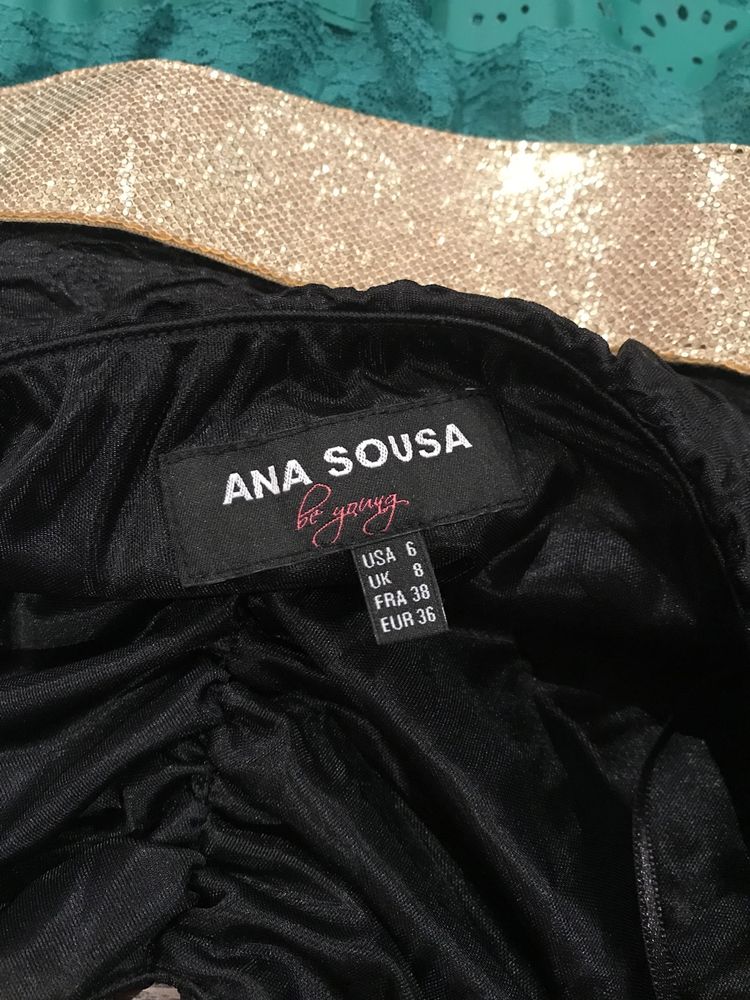 ANA SOUSA
be young
USA 6
UK 8
FRA 38
EUR 36